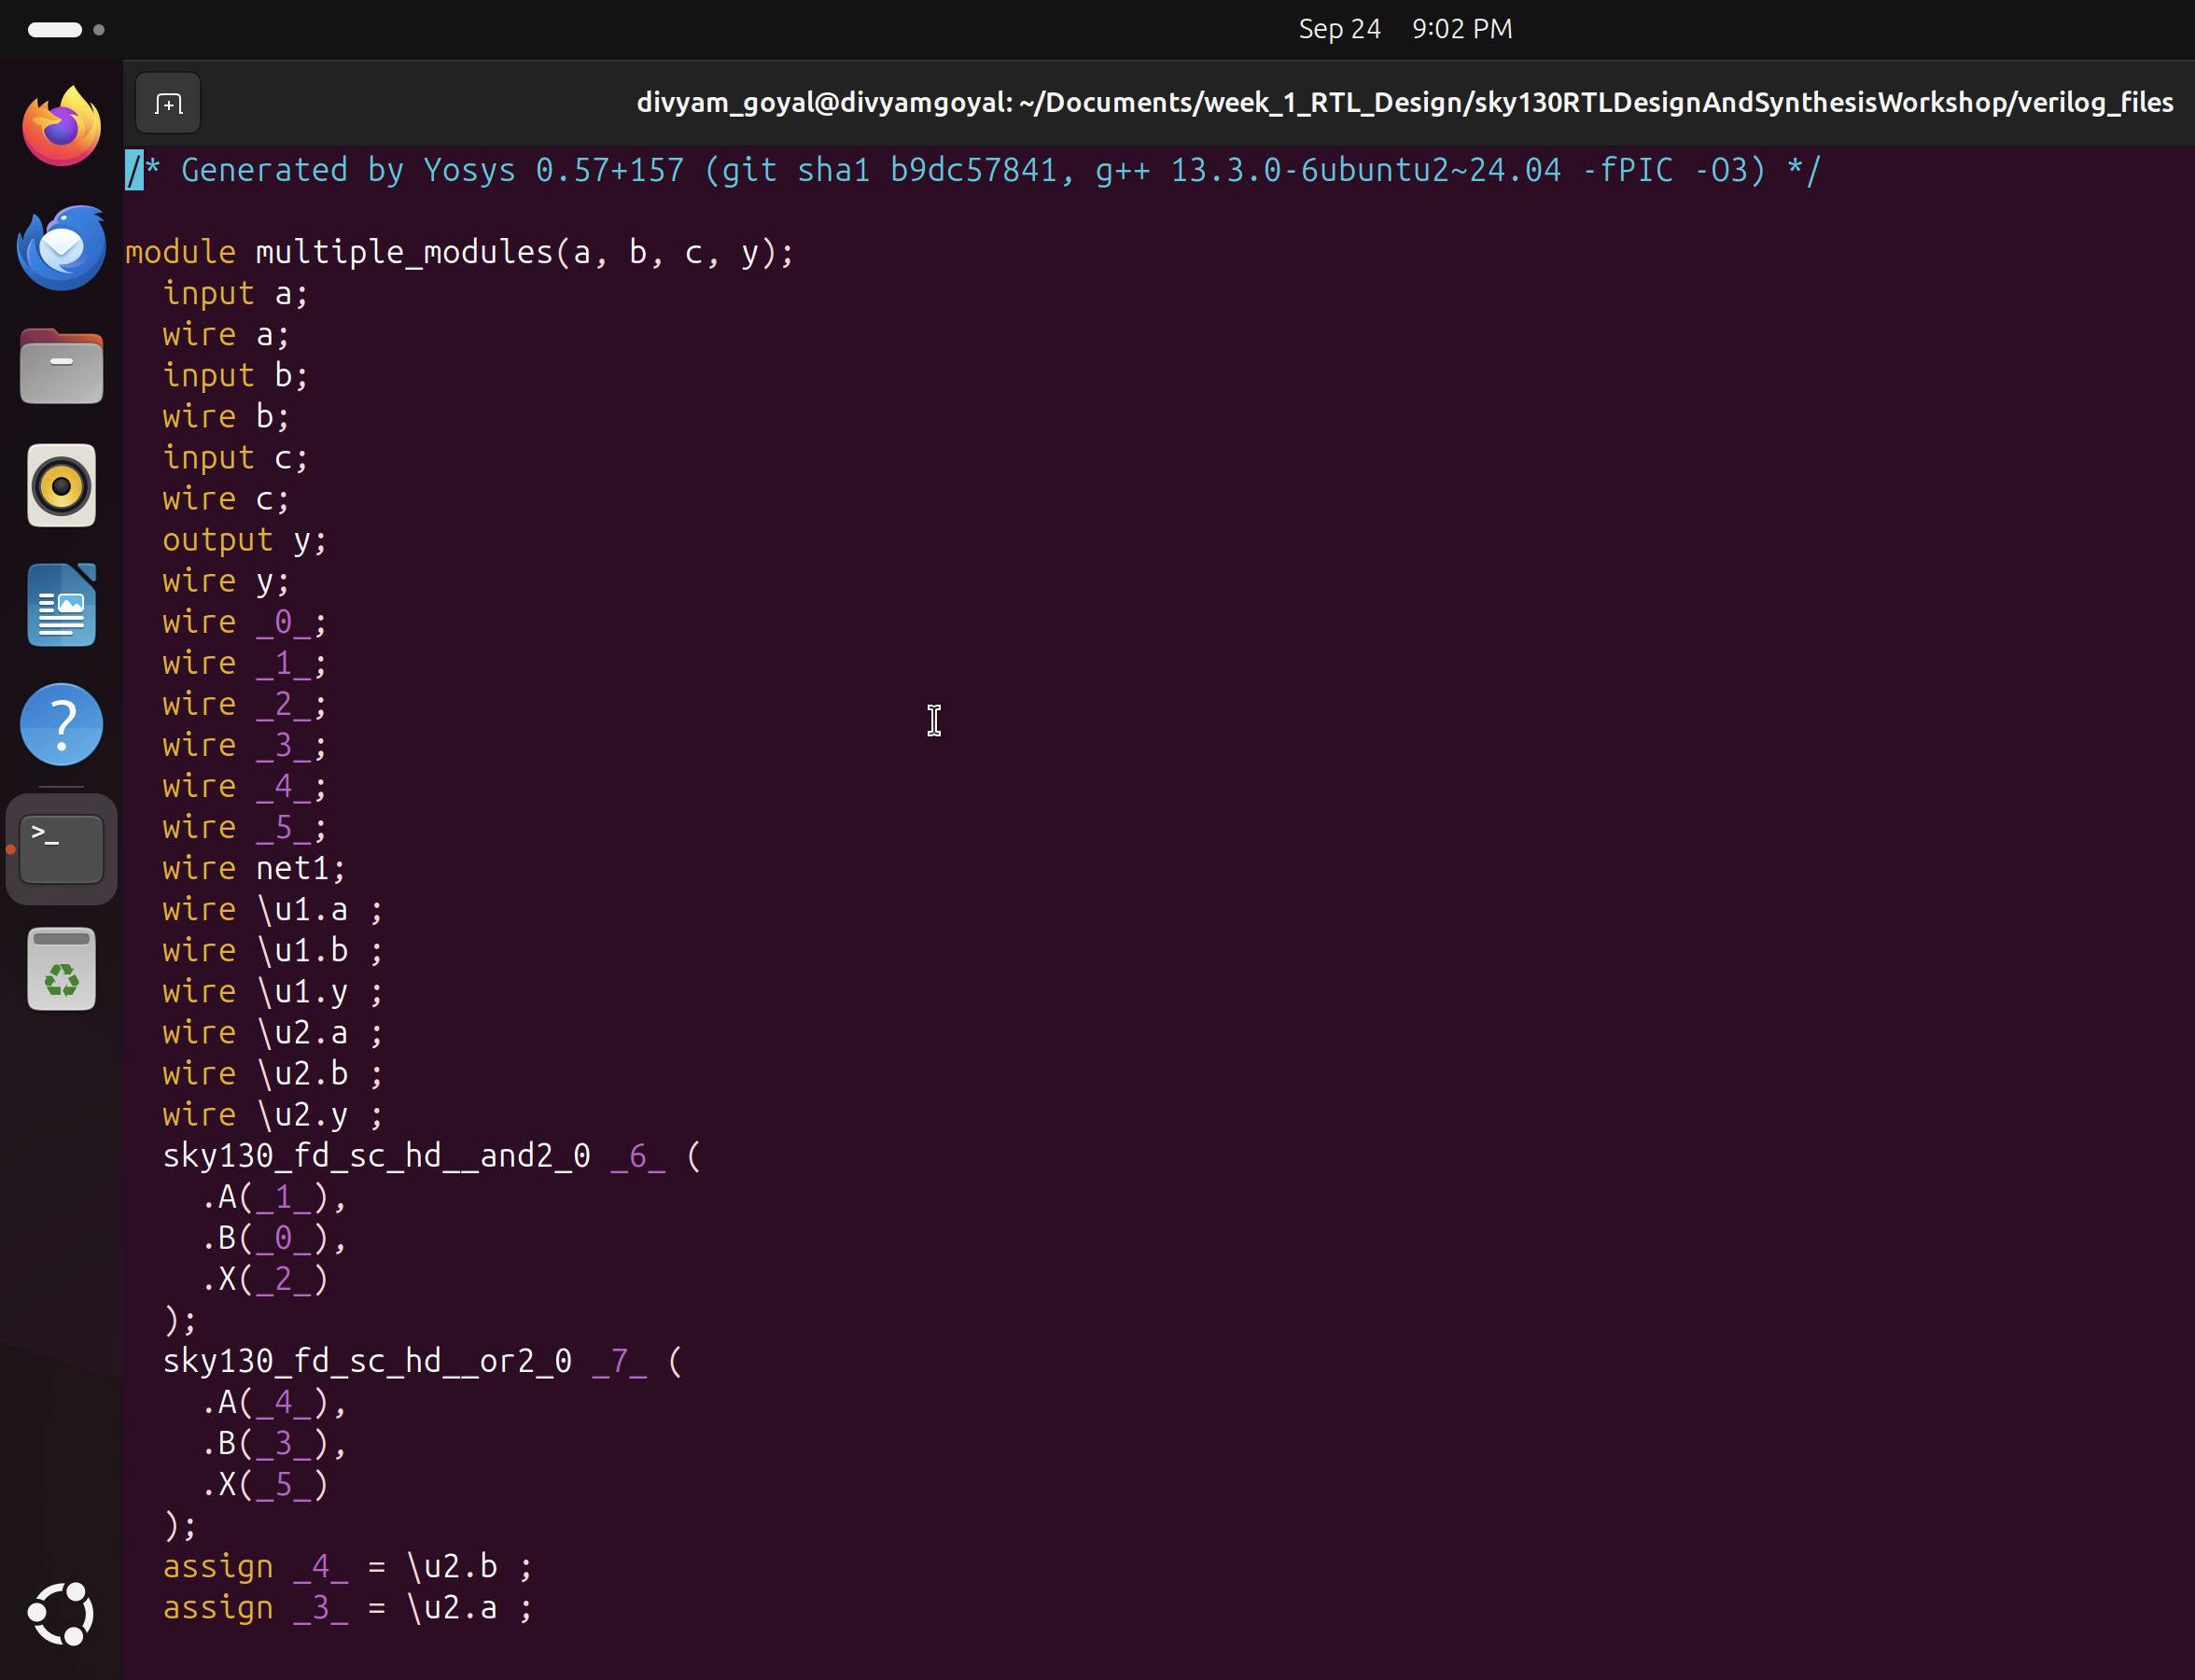 Sep 24 9:02 PM
divyam_goyal@divyamgoyal: ~/Documents/week_1_RTL_Design/sky130RTLDesignAndSynthesisWorkshop/verilog_files
/* Generated by Yosys 0.57+157 (git sha1 b9dc57841, g++ 13.3.0-6ubuntu2~24.04 -fPIC -O3) */
module multiple_modules(a, b, c, y);
input a;
wire a;
input b;
wire b;
input c;
wire c;
output y;
wire y;
wire _0_;
wire _1_;
wire _2_;
wire _3_;
wire _4_;
wire _5_;
wire net1;
wire \u1.a ;
wire \u1.b ;
wire \u1.y ;
wire \u2.a ;
wire \u2.b ;
wire \u2.y ;
sky130_fd_sc_hd__and2_0 _6_ (
.A(_1_),
.B(_0_),
.X(_2_)
);
sky130_fd_sc_hd__or2_0 _7_ (
.A(_4_),
.B(_3_),
.X(_5_)
);
assign _4_ = \u2.b ;
assign _3_ = \u2.a ;